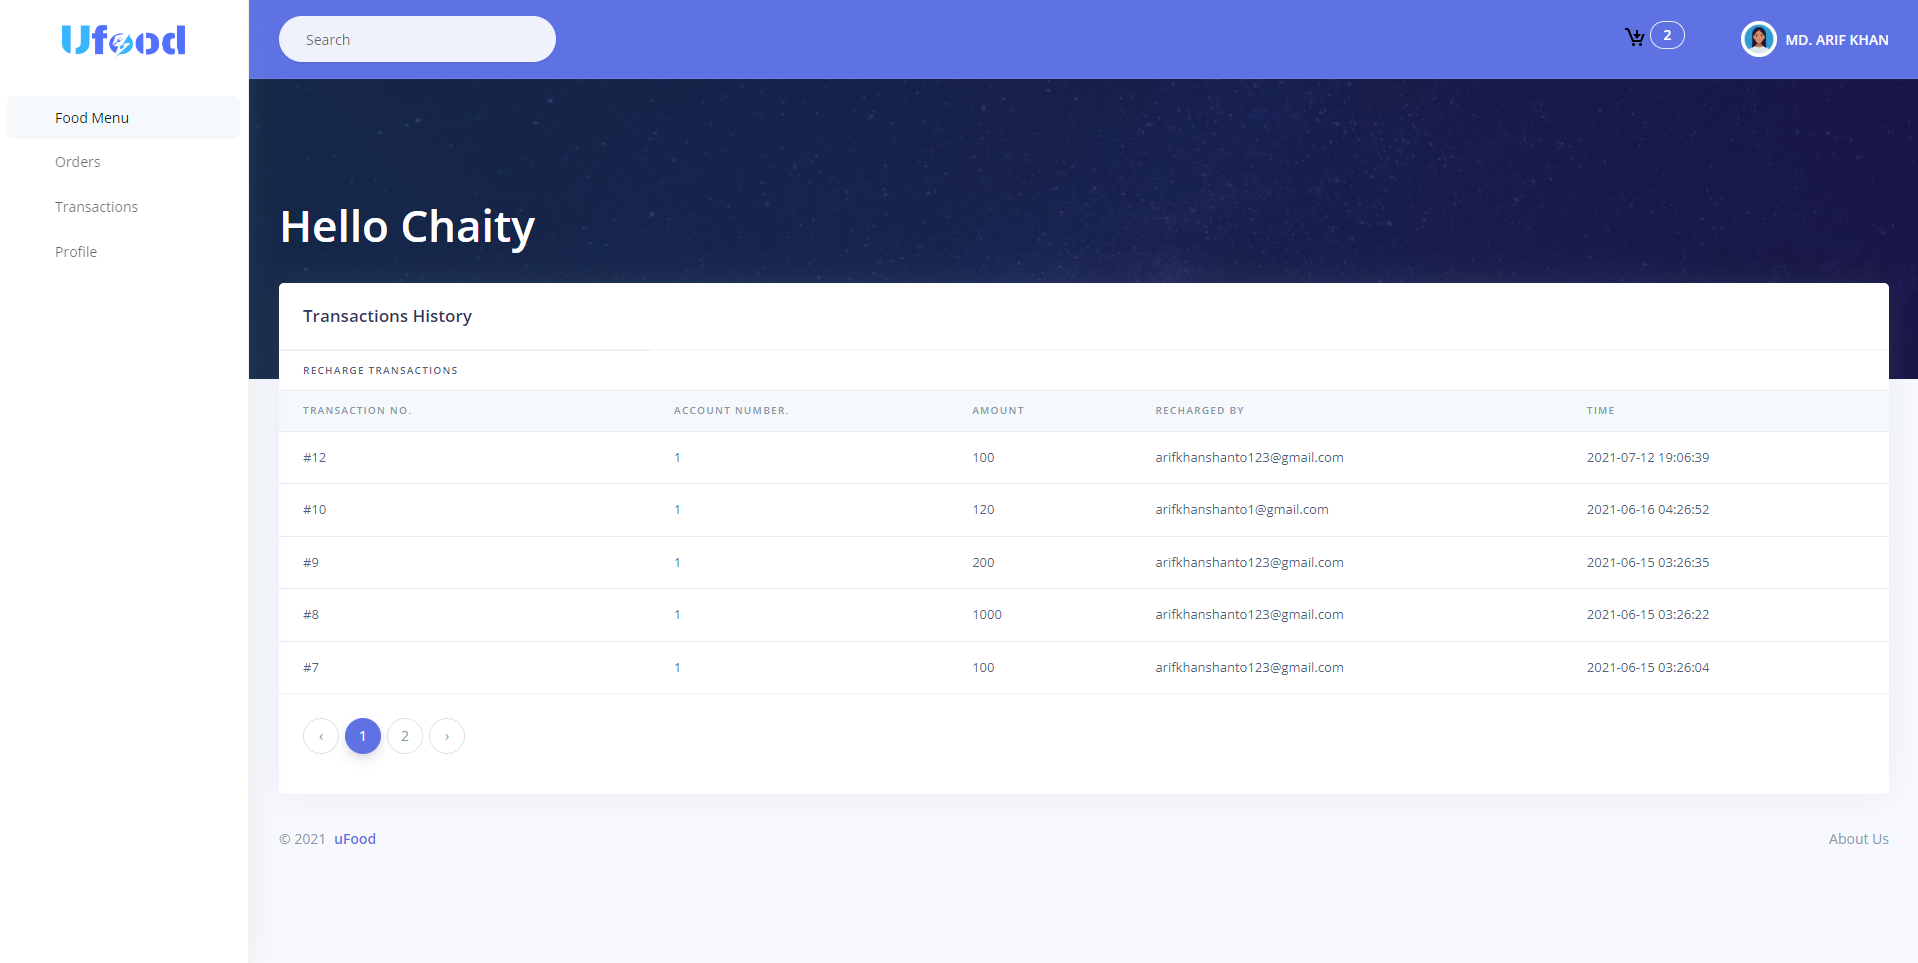 Ufood
Search
2
MD. ARIF KHAN
Food Menu
Orders
Transactions
Profile
Hello Chaity
Transactions History
RECHARGE TRANSACTIONS
TRANSACTION NO. ACCOUNT NUMBER. AMOUNT RECHARGED BY TIME
#12 1 100 arifkhanshanto123@gmail.com 2021-07-12 19:06:39
#10 1 120 arifkhanshanto1@gmail.com 2021-06-16 04:26:52
#9 1 200 arifkhanshanto123@gmail.com 2021-06-15 03:26:35
#8 1 1000 arifkhanshanto123@gmail.com 2021-06-15 03:26:22
#7 1 100 arifkhanshanto123@gmail.com 2021-06-15 03:26:04
‹ 1 2 ›
© 2021 uFood
About Us